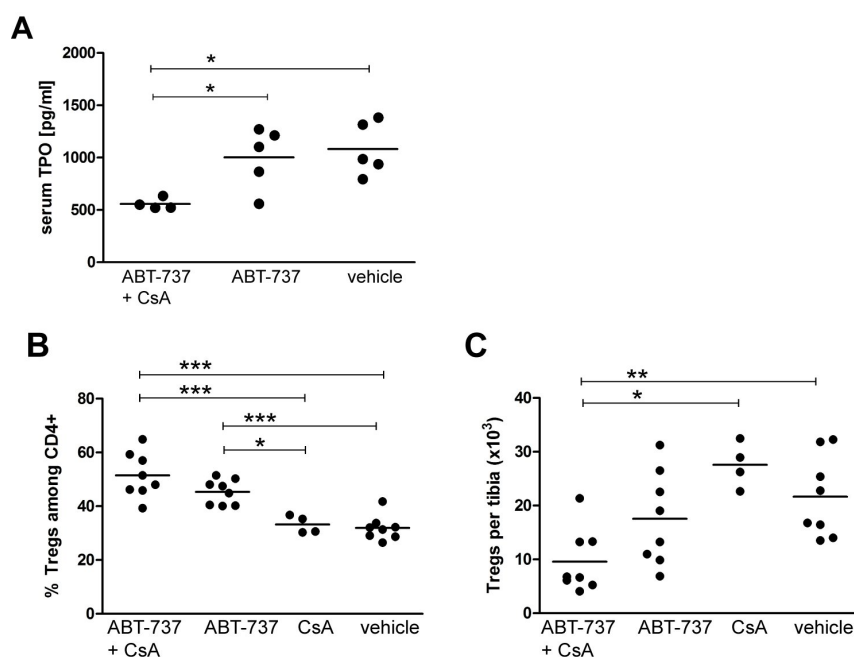 A
serum TPO [pg/ml]
2000
1500
1000
500
0
*
*
ABT-737
+ CsA
ABT-737
vehicle
B
% Tregs among CD4+
80
60
40
20
0
***
***
***
*
ABT-737
+ CsA
ABT-737
CsA
vehicle
C
Tregs per tibia (x10³)
40
30
20
10
0
**
*
ABT-737
+ CsA
ABT-737
CsA
vehicle